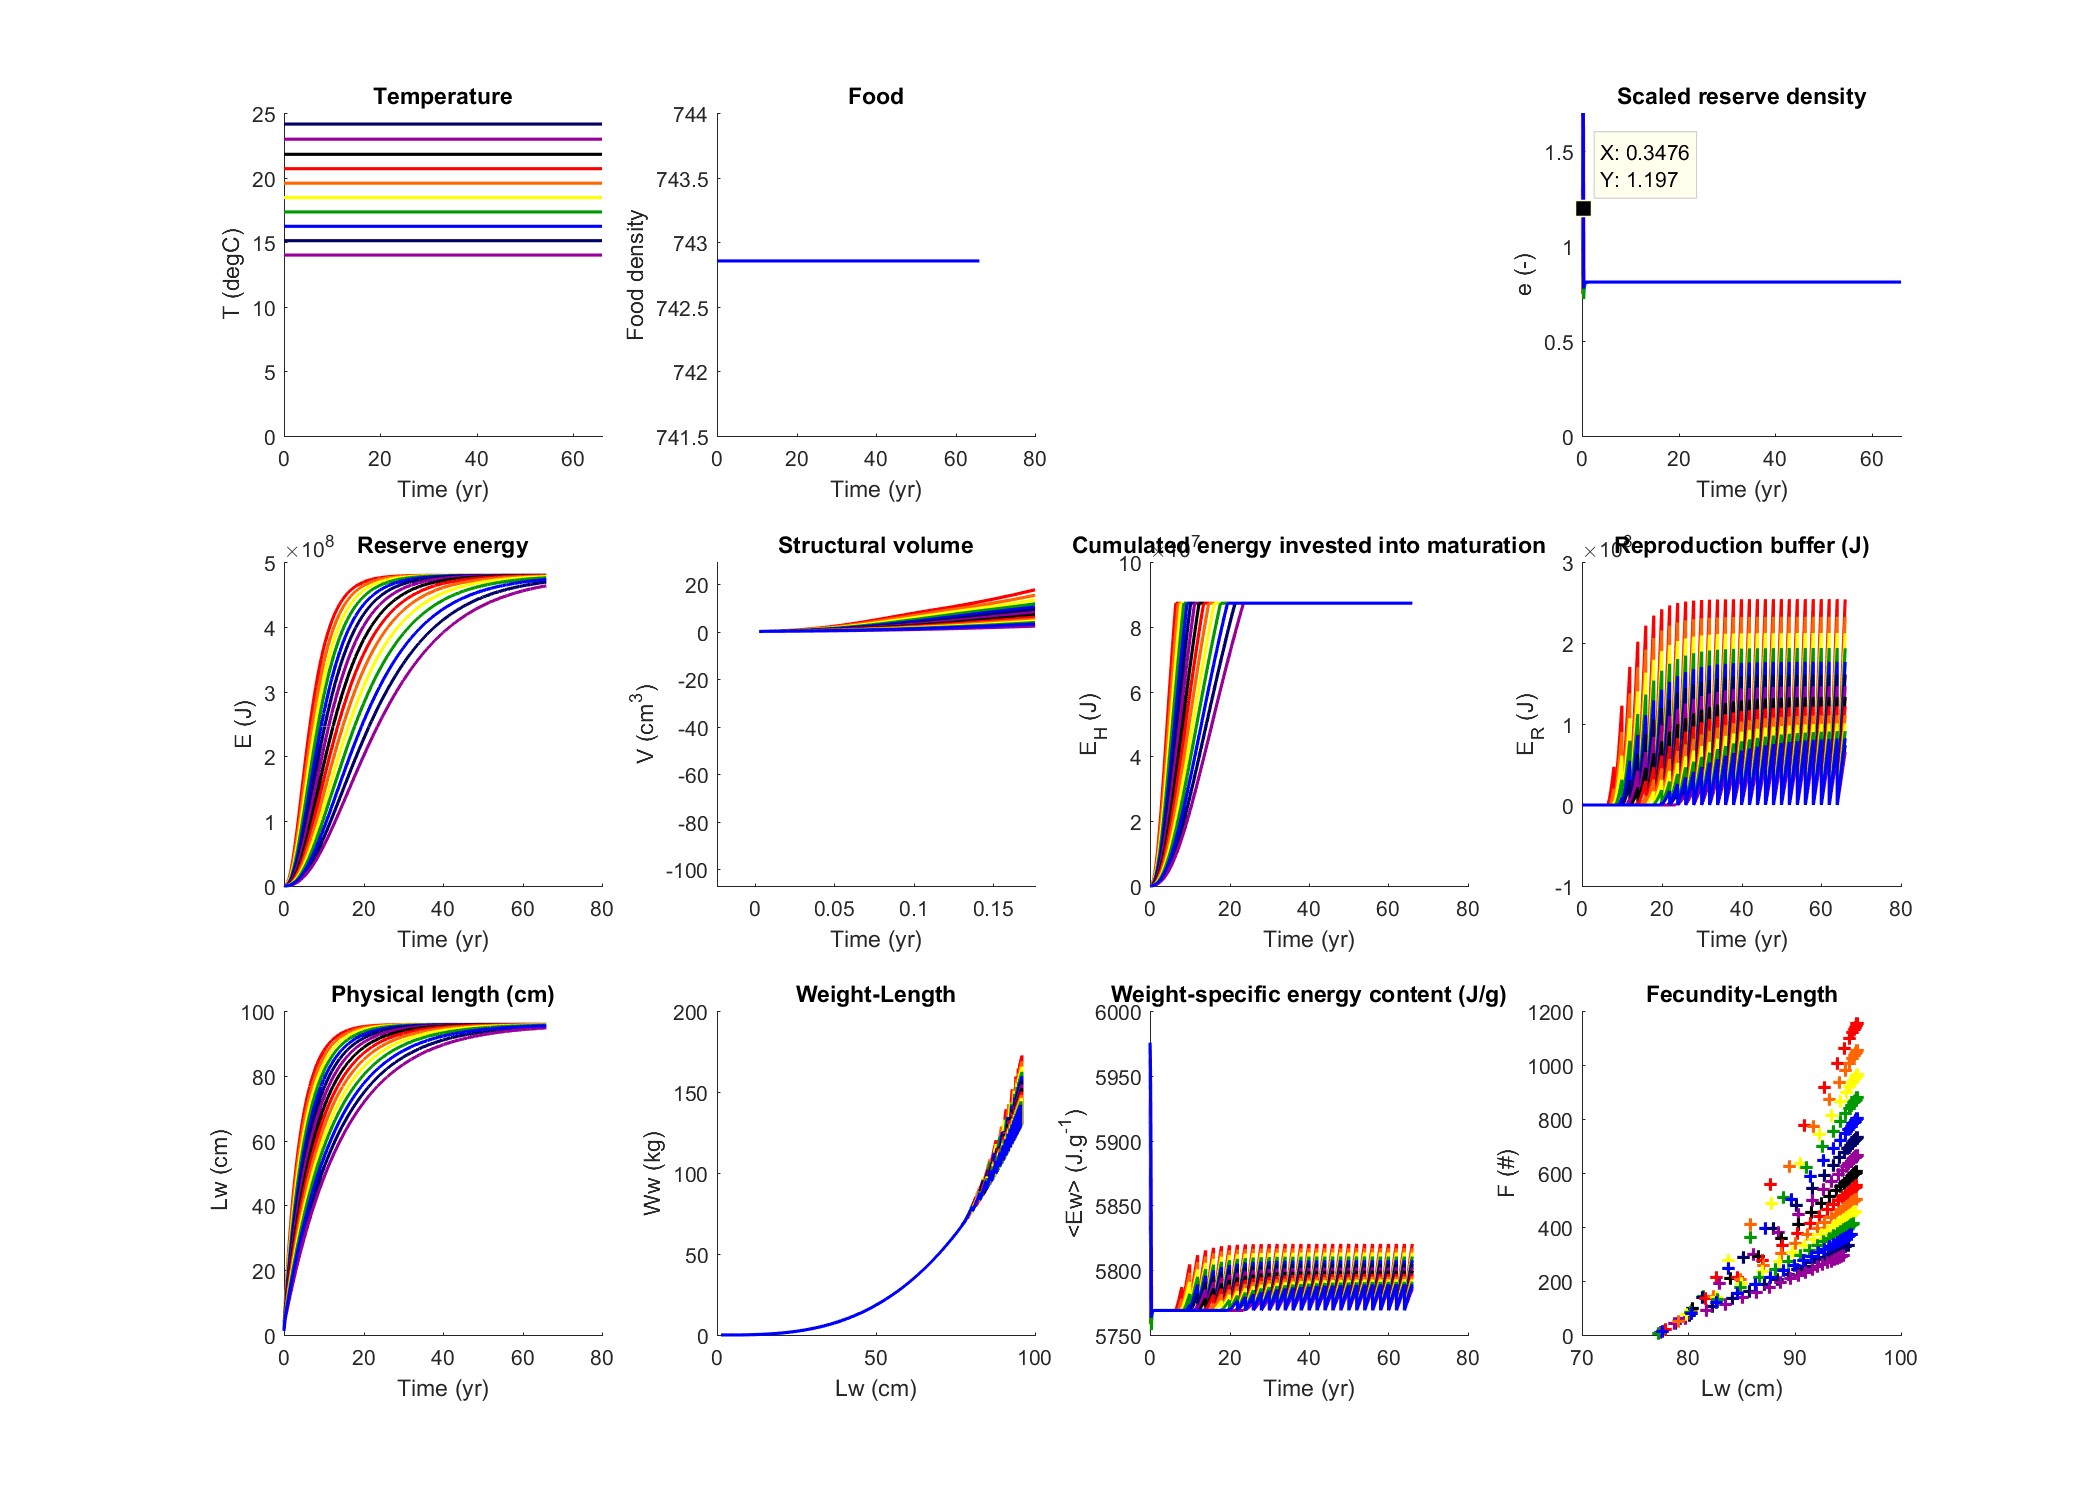 Temperature
25
20
15
10
5
0
T (degC)
0 20 40 60
Time (yr)
Food
744
743.5
743
742.5
742
741.5
Food density
0 20 40 60 80
Time (yr)
Scaled reserve density
1.5
1
0.5
0
e (-)
X: 0.3476
Y: 1.197
0 20 40 60
Time (yr)
Reserve energy
×10^8
5
4
3
2
1
0
E (J)
0 20 40 60 80
Time (yr)
Structural volume
20
0
-20
-40
-60
-80
-100
V (cm^3)
0 0.05 0.1 0.15
Time (yr)
Cumulated energy invested into maturation
×10^7
10
8
6
4
2
0
E_H (J)
0 20 40 60 80
Time (yr)
Reproduction buffer (J)
3
2
1
0
-1
E_R (J)
0 20 40 60 80
Time (yr)
Physical length (cm)
100
80
60
40
20
0
Lw (cm)
0 20 40 60 80
Time (yr)
Weight-Length
200
150
100
50
0
Ww (kg)
0 50 100
Lw (cm)
Weight-specific energy content (J/g)
6000
5950
5900
5850
5800
5750
<Ew> (J.g^-1)
0 20 40 60 80
Time (yr)
Fecundity-Length
1200
1000
800
600
400
200
0
F (#)
70 80 90 100
Lw (cm)